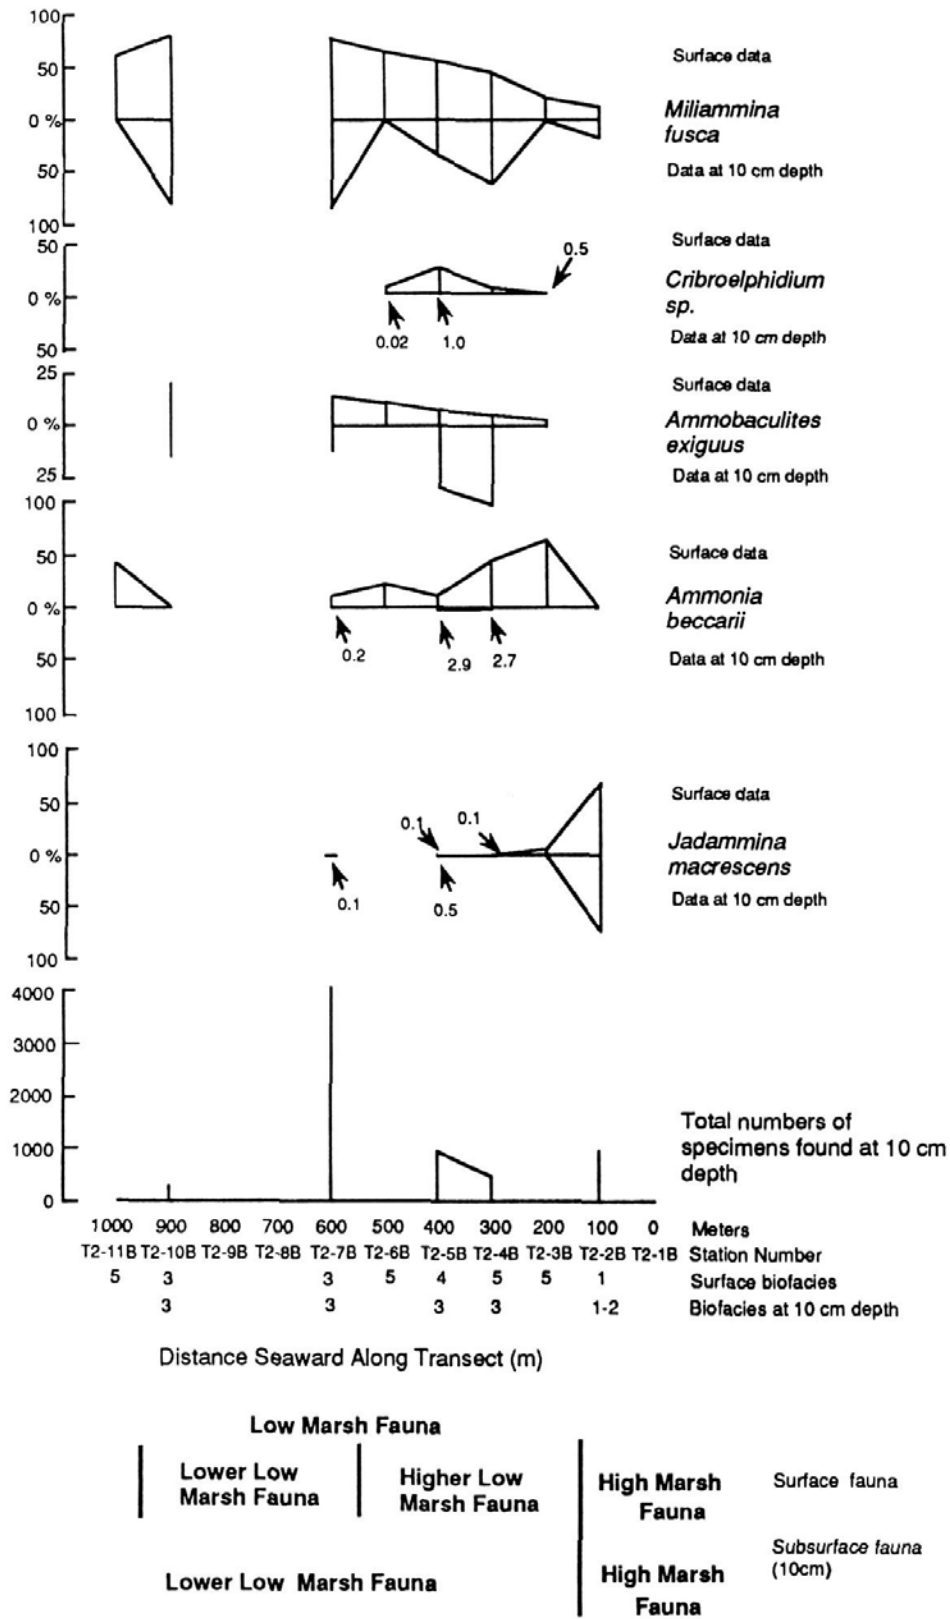 100
50
0 %
50
100
Surface data
Miliammina
fusca
Data at 10 cm depth
50
0 %
50
0.5
0.02
1.0
Surface data
Cribroelphidium
sp.
Data at 10 cm depth
25
0 %
25
Surface data
Ammobaculites
exiguus
Data at 10 cm depth
100
50
0 %
50
100
0.2
2.9
2.7
Surface data
Ammonia
beccarii
Data at 10 cm depth
100
50
0 %
50
100
0.1
0.1
0.1
0.5
Surface data
Jadammina
macrescens
Data at 10 cm depth
4000
3000
2000
1000
0
Total numbers of
specimens found at 10 cm
depth
1000 900 800 700 600 500 400 300 200 100 0 Meters
T2-11B T2-10B T2-9B T2-8B T2-7B T2-6B T2-5B T2-4B T2-3B T2-2B T2-1B Station Number
5 3 3 5 4 5 5 1 Surface biofacies
3 3 3 3 1-2 Biofacies at 10 cm depth
Distance Seaward Along Transect (m)
Low Marsh Fauna
Lower Low
Marsh Fauna
Higher Low
Marsh Fauna
High Marsh
Fauna
Surface fauna
Lower Low Marsh Fauna
High Marsh
Fauna
Subsurface fauna
(10cm)